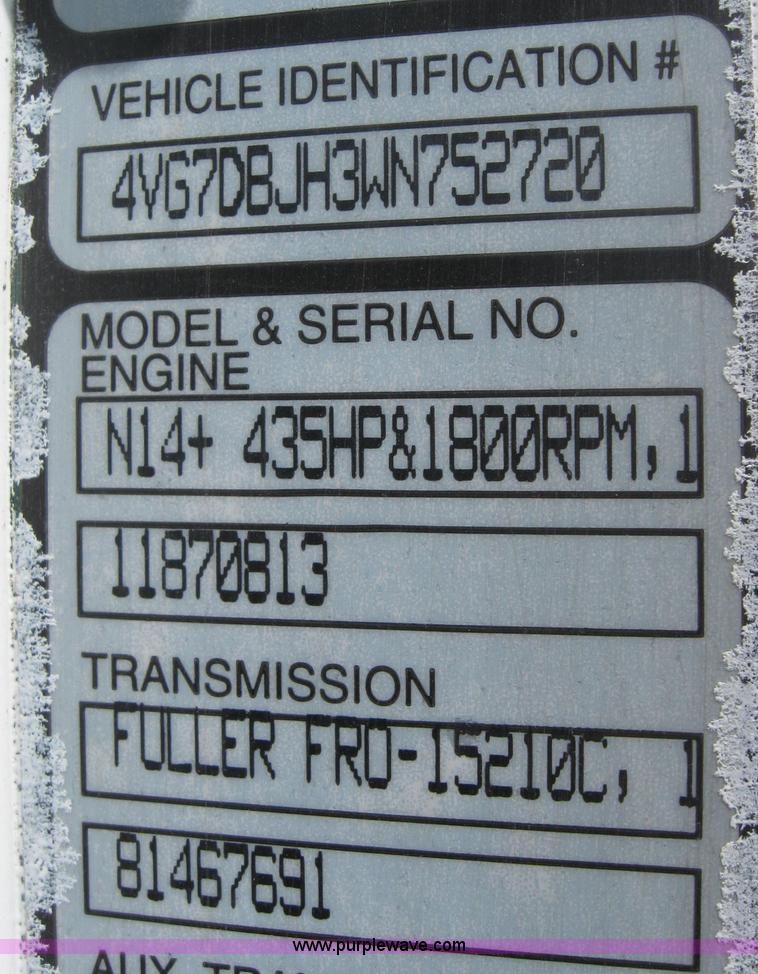 VEHICLE IDENTIFICATION #
4VG7DBJH3WN752720
MODEL & SERIAL NO.
ENGINE
N14+ 435HP&1800RPM,1
11870813
TRANSMISSION
FULLER FRO-15210C, 1
81467691
www.purplewave.com
AUX.